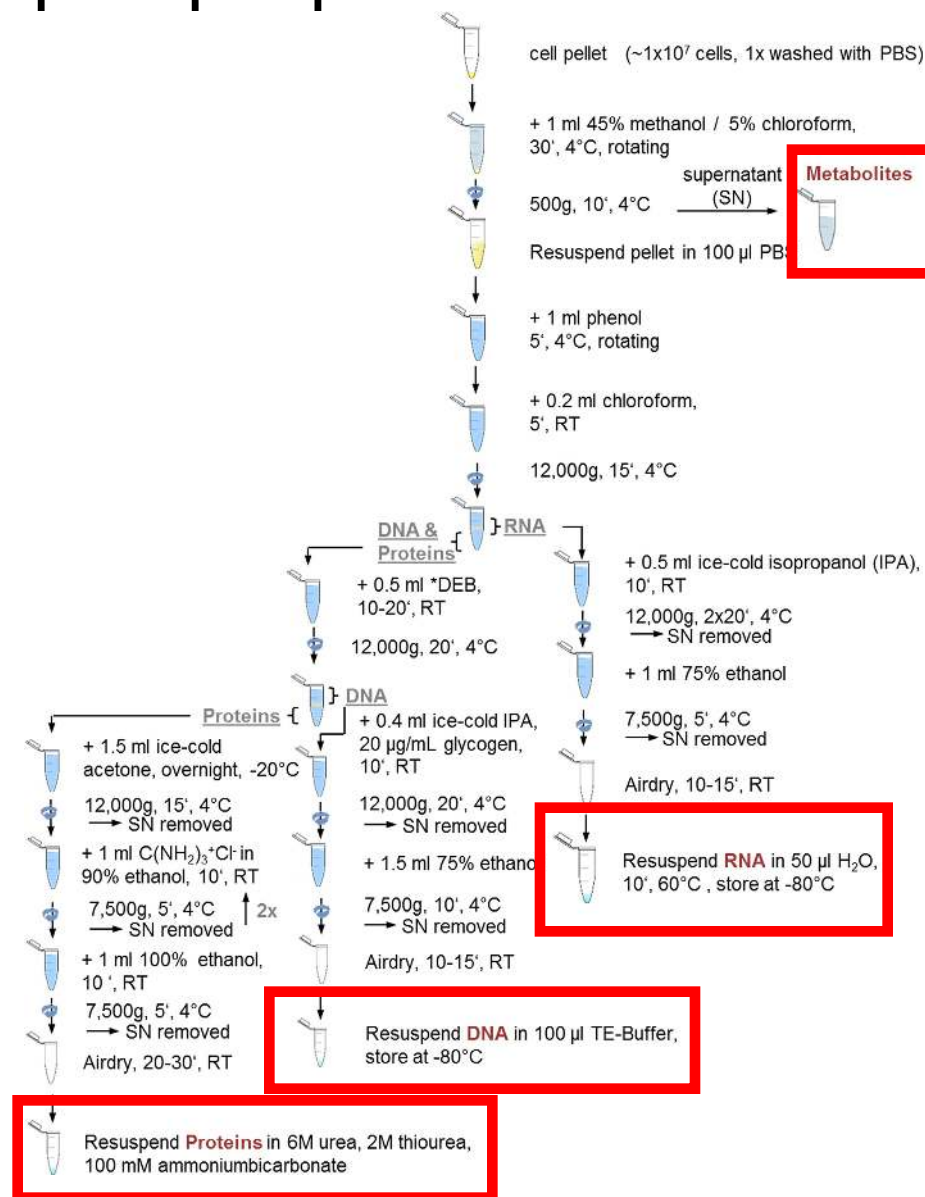 cell pellet (~1x10⁷ cells, 1x washed with PBS)
+ 1 ml 45% methanol / 5% chloroform,
30‘, 4°C, rotating
supernatant
(SN)
Metabolites
500g, 10‘, 4°C
Resuspend pellet in 100 µl PBS
+ 1 ml phenol
5‘, 4°C, rotating
+ 0.2 ml chloroform,
5‘, RT
12,000g, 15‘, 4°C
DNA &
Proteins
RNA
+ 0.5 ml ice-cold isopropanol (IPA),
10‘, RT
12,000g, 2x20‘, 4°C
SN removed
+ 1 ml 75% ethanol
7,500g, 5‘, 4°C
SN removed
Airdry, 10-15‘, RT
Resuspend RNA in 50 µl H₂O,
10‘, 60°C , store at -80°C
+ 0.5 ml *DEB,
10-20‘, RT
12,000g, 20‘, 4°C
DNA
Proteins
+ 0.4 ml ice-cold IPA,
20 µg/mL glycogen,
10‘, RT
12,000g, 20‘, 4°C
SN removed
+ 1.5 ml 75% ethanol
7,500g, 10‘, 4°C
SN removed
Airdry, 10-15‘, RT
Resuspend DNA in 100 µl TE-Buffer,
store at -80°C
+ 1.5 ml ice-cold
acetone, overnight, -20°C
12,000g, 15‘, 4°C
SN removed
+ 1 ml C(NH₂)₃⁺Cl⁻ in
90% ethanol, 10‘, RT
7,500g, 5‘, 4°C
SN removed
2x
+ 1 ml 100% ethanol,
10 ‘, RT
7,500g, 5‘, 4°C
SN removed
Airdry, 20-30‘, RT
Resuspend Proteins in 6M urea, 2M thiourea,
100 mM ammoniumbicarbonate